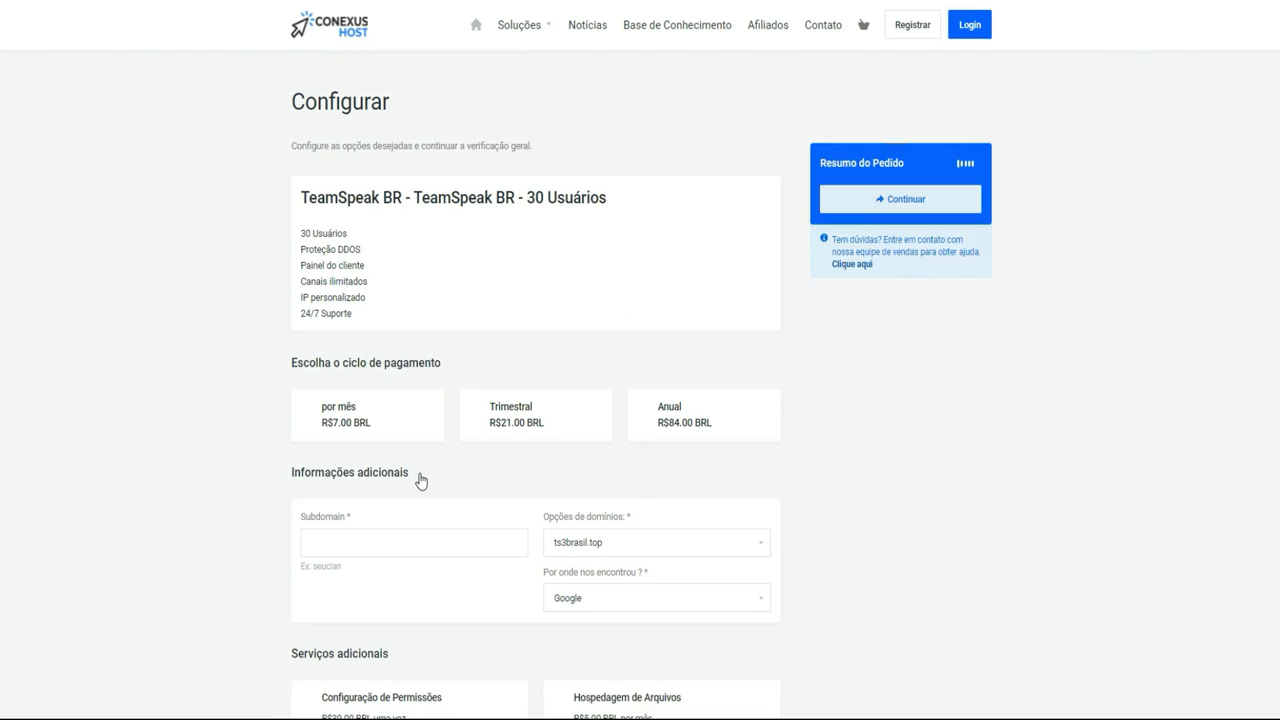 CONEXUS
HOST
Soluções
Notícias
Base de Conhecimento
Afiliados
Contato
Registrar
Login
Configurar
Configure as opções desejadas e continuar a verificação geral.
TeamSpeak BR - TeamSpeak BR - 30 Usuários
30 Usuários
Proteção DDOS
Painel do cliente
Canais ilimitados
IP personalizado
24/7 Suporte
Resumo do Pedido
Continuar
Tem dúvidas? Entre em contato com
nossa equipe de vendas para obter ajuda.
Clique aqui
Escolha o ciclo de pagamento
por mês
R$7.00 BRL
Trimestral
R$21.00 BRL
Anual
R$84.00 BRL
Informações adicionais
Subdomain *
Ex: seuclan
Opções de domínios: *
ts3brasil.top
Por onde nos encontrou ? *
Google
Serviços adicionais
Configuração de Permissões
R$30.00 BRL uma vez
Hospedagem de Arquivos
R$5.00 BRL por mês